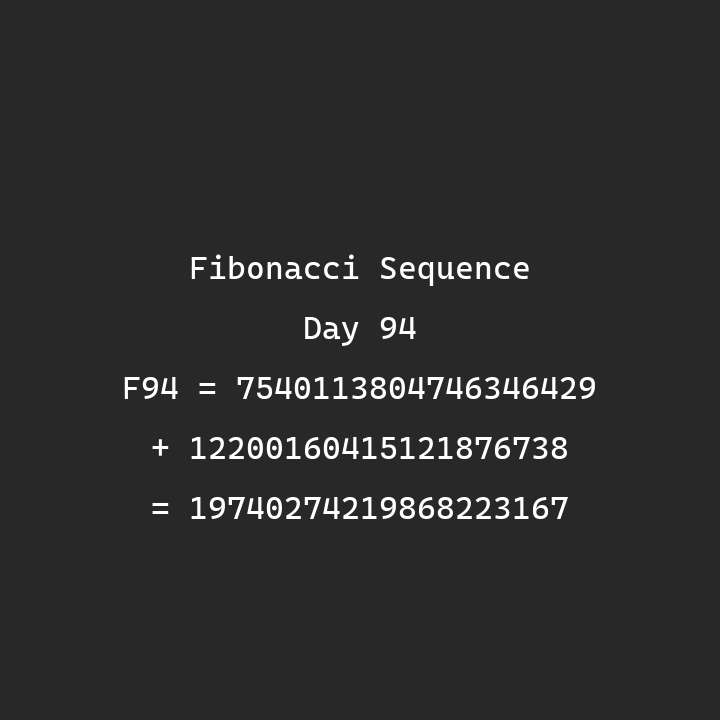 Fibonacci Sequence
Day 94
F94 = 7540113804746346429
+ 12200160415121876738
= 19740274219868223167